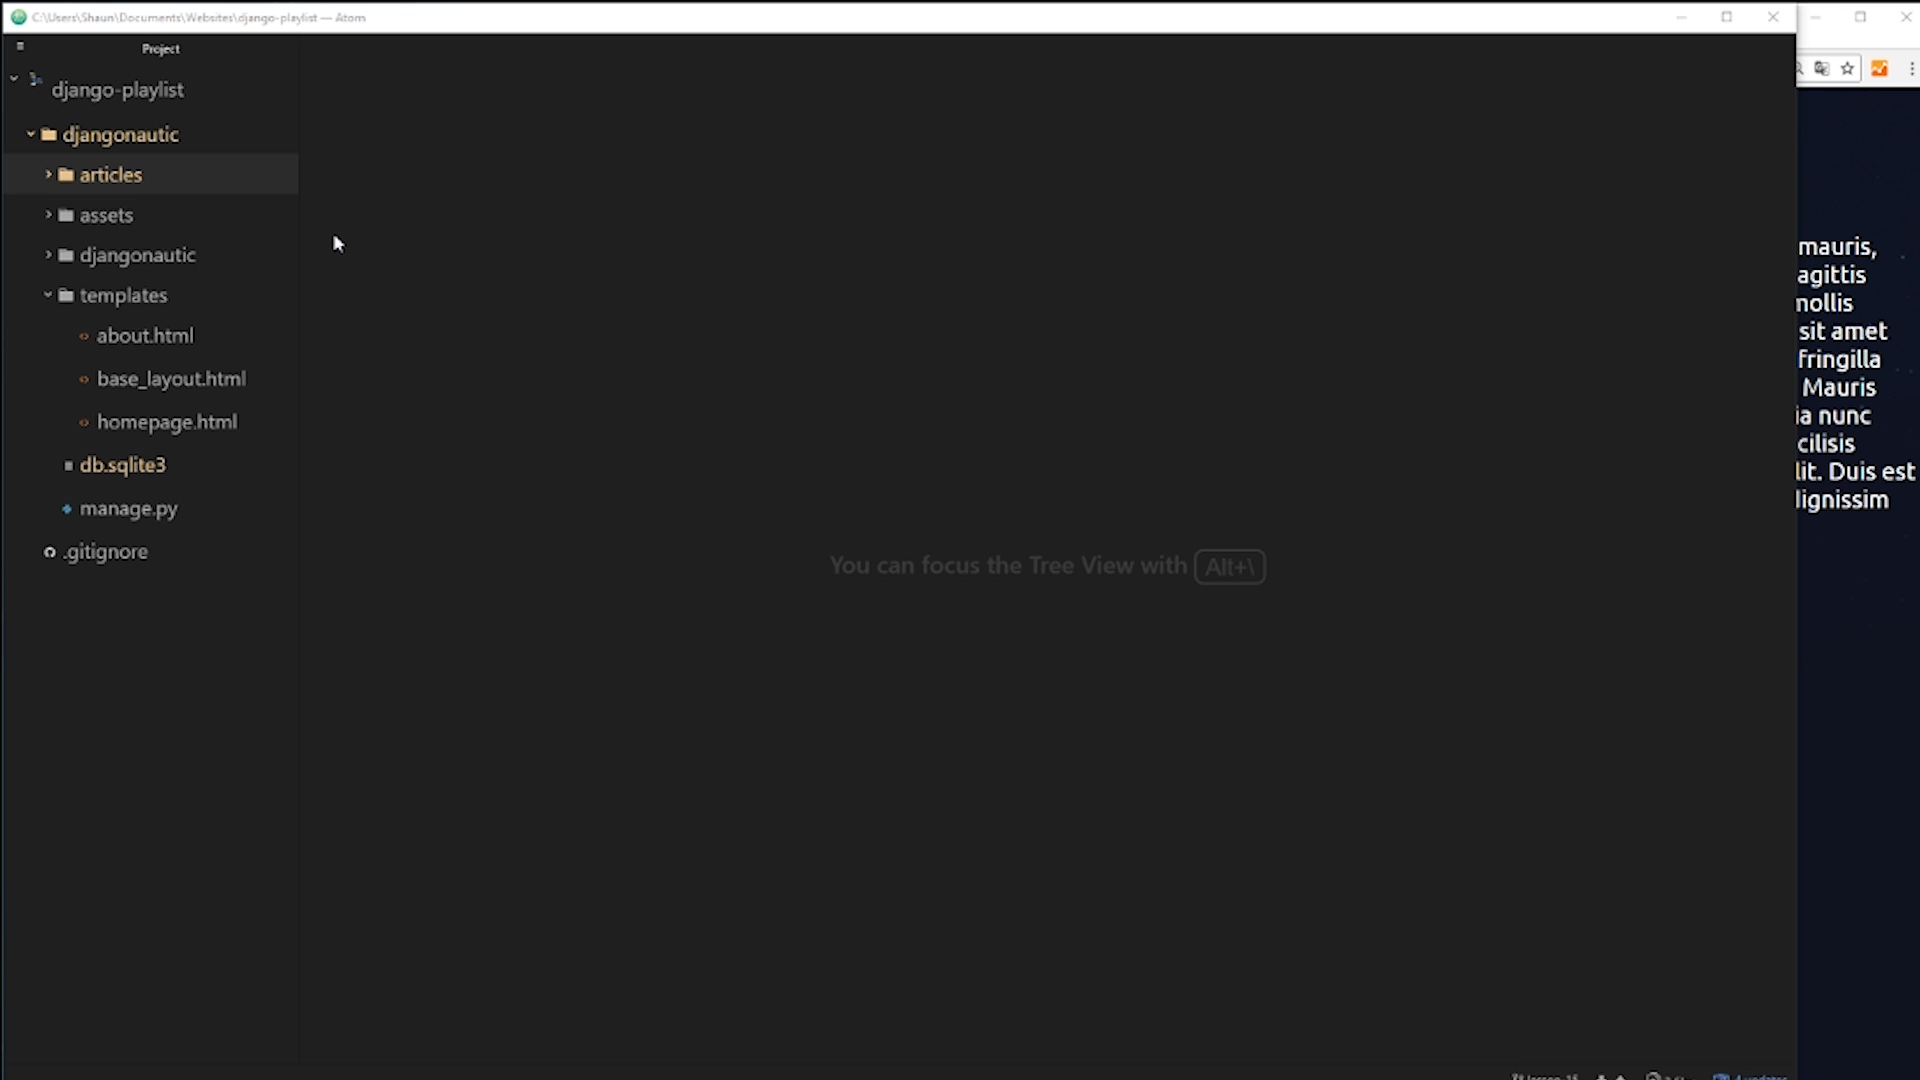 C:\Users\Shaun\Documents\Websites\django-playlist — Atom
Project
django-playlist
djangonautic
articles
assets
djangonautic
templates
about.html
base_layout.html
homepage.html
db.sqlite3
manage.py
.gitignore
You can focus the Tree View with Alt+\
mauris,
agittis
mollis
sit amet
fringilla
Mauris
ia nunc
cilisis
lit. Duis est
dignissim